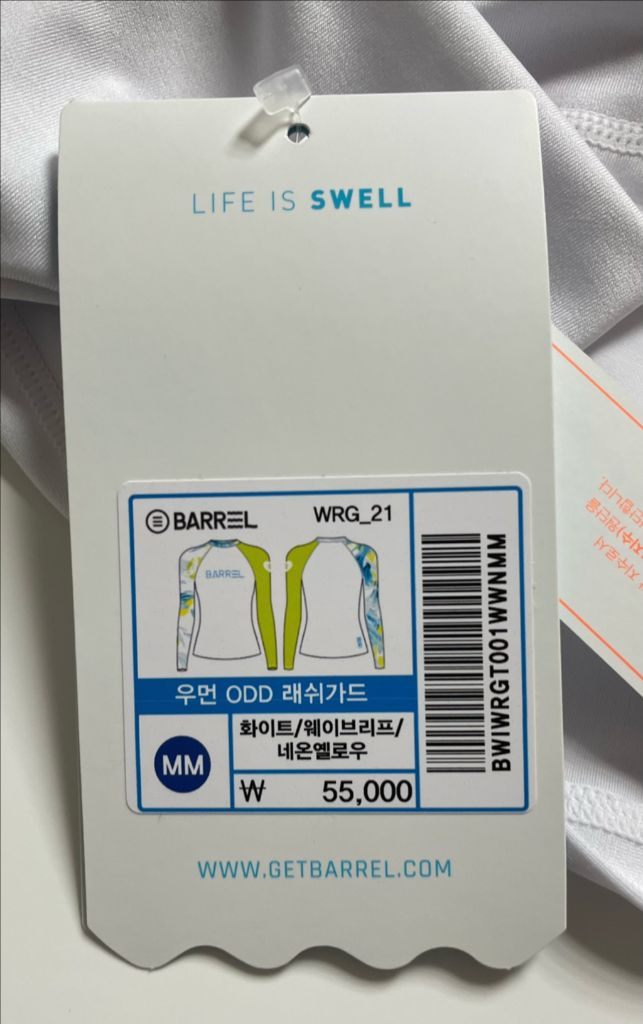 LIFE IS SWELL
BARREL
WRG_21
BARREL
우먼 ODD 래쉬가드
MM
화이트/웨이브리프/
네온옐로우
₩ 55,000
BWIWRGT001WWNMM
WWW.GETBARREL.COM